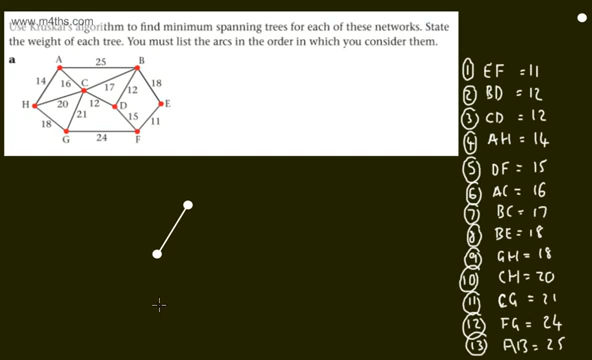 www.m4ths.com
Use Kruskal's algorithm to find minimum spanning trees for each of these networks. State
the weight of each tree. You must list the arcs in the order in which you consider them.
a
A 25 B
14 16 C 17 12 18
H 20 12 D E
18 21 15 11
G 24 F
1 EF = 11
2 BD = 12
3 CD = 12
4 AH = 14
5 DF = 15
6 AC = 16
7 BC = 17
8 BE = 18
9 GH = 18
10 CH = 20
11 CG = 21
12 FG = 24
13 AB = 25